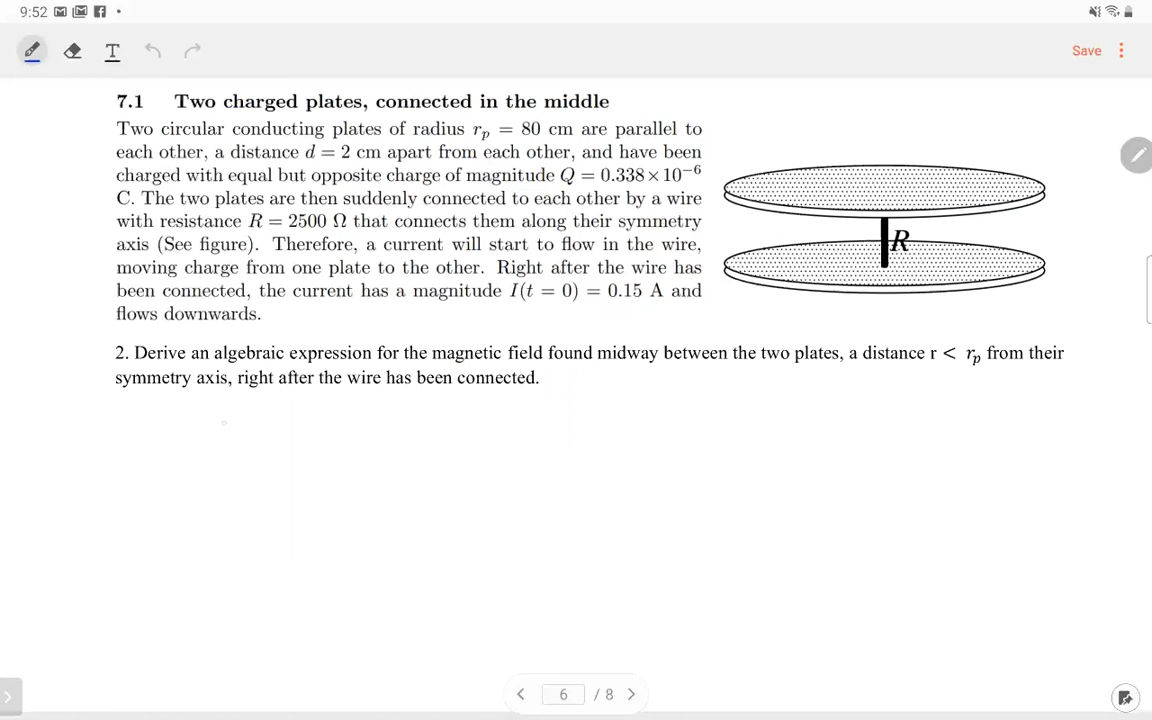 9:52
Save
7.1 Two charged plates, connected in the middle
Two circular conducting plates of radius rₚ = 80 cm are parallel to
each other, a distance d = 2 cm apart from each other, and have been
charged with equal but opposite charge of magnitude Q = 0.338×10⁻⁶
C. The two plates are then suddenly connected to each other by a wire
with resistance R = 2500 Ω that connects them along their symmetry
axis (See figure). Therefore, a current will start to flow in the wire,
moving charge from one plate to the other. Right after the wire has
been connected, the current has a magnitude I(t = 0) = 0.15 A and
flows downwards.
R
2. Derive an algebraic expression for the magnetic field found midway between the two plates, a distance r < rₚ from their
symmetry axis, right after the wire has been connected.
6 / 8